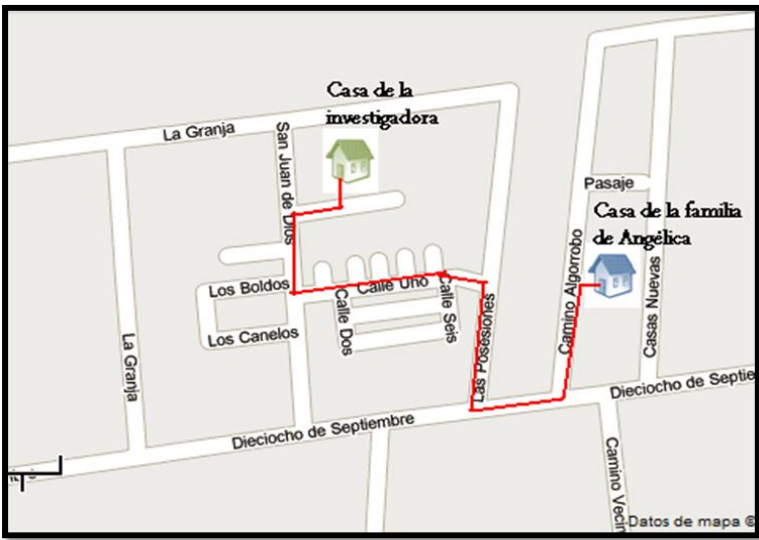 Casa de la
investigadora
La Granja
San Juan de Dios
Pasaje
Casa de la familia
de Angélica
Camino Algorrobo
Casas Nuevas
Los Boldos
Calle Uno
Calle Dos
Calle Seis
Los Canelos
La Granja
Las Posesiones
Dieciocho de Septie
Dieciocho de Septiembre
Camino Vecin
Datos de mapa ©